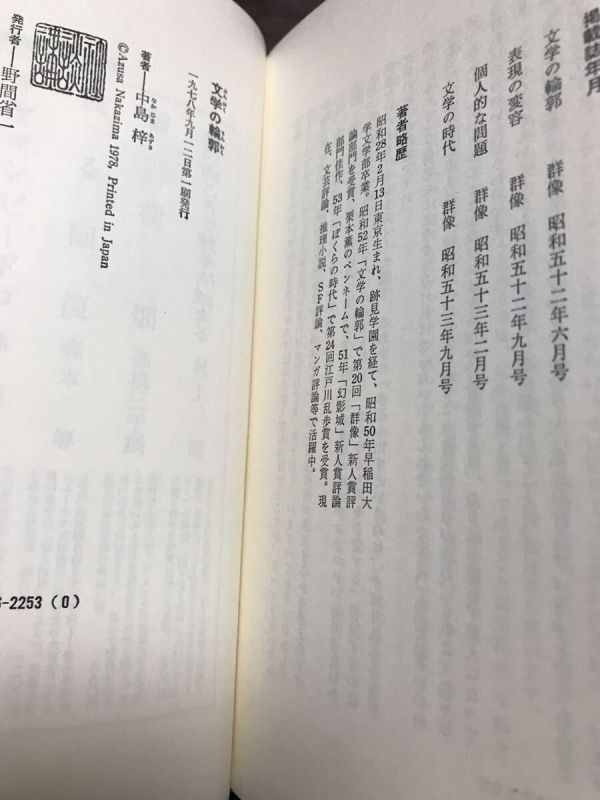 掲載誌年月
文学の輪郭　群像　昭和五十二年六月号
表現の変容　群像　昭和五十二年九月号
個人的な問題　群像　昭和五十三年二月号
文学の時代　群像　昭和五十三年九月号
著者略歴
昭和28年2月13日東京生まれ、跡見学園を経て、昭和50年早稲田大
学文学部卒業。昭和52年「文学の輪郭」で第20回「群像」新人賞評
論部門を受賞、栗本薫のペンネームで、51年「幻影城」新人賞評論
部門佳作、53年「ぼくらの時代」で第24回江戸川乱歩賞を受賞。現
在、文芸評論、推理小説、SF評論、マンガ評論等で活躍中。
文学の輪郭
一九七八年九月一二日第一刷発行
著者―中島 梓
なか じま あずさ
©Azusa Nakazima 1978 Printed in Japan
発行者―野間省一
-2253 (0)